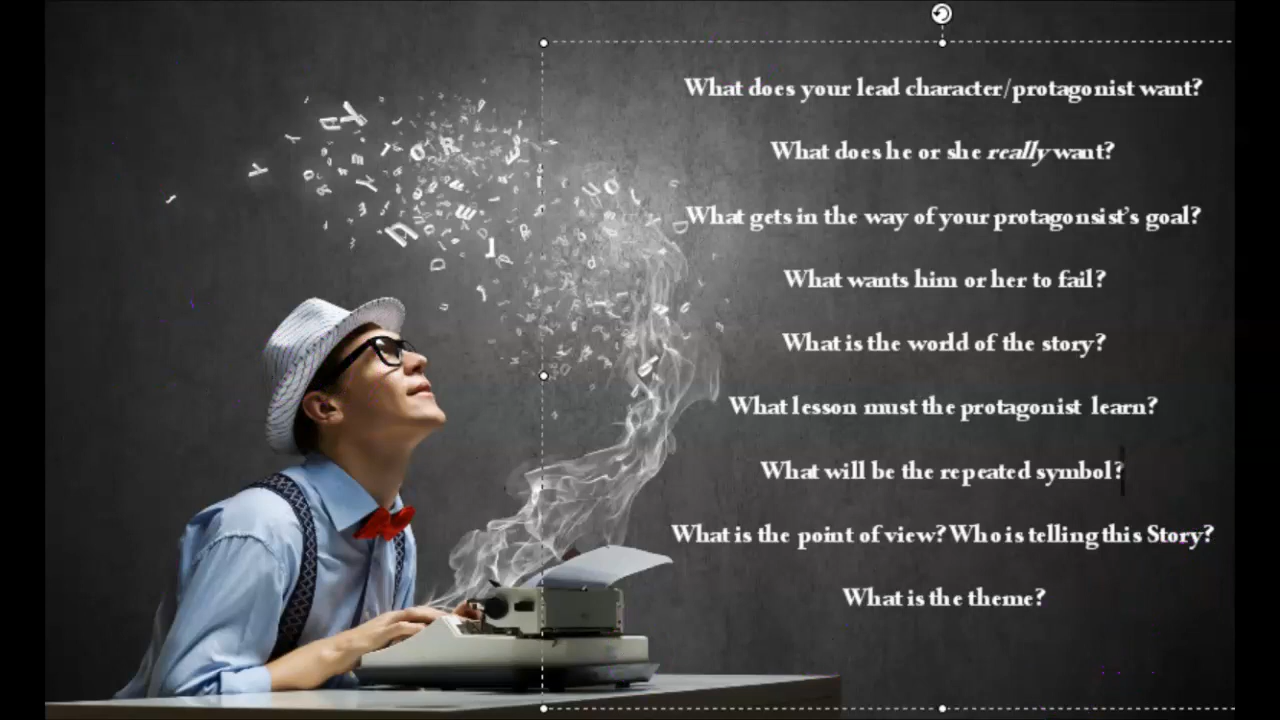 What does your lead character/protagonist want?
What does he or she really want?
What gets in the way of your protagonsist's goal?
What wants him or her to fail?
What is the world of the story?
What lesson must the protagonist learn?
What will be the repeated symbol?
What is the point of view? Who is telling this Story?
What is the theme?